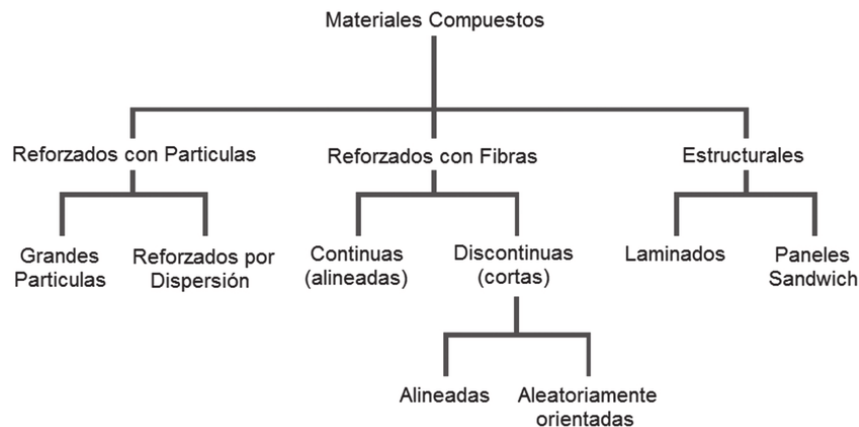 Materiales Compuestos
Reforzados con Particulas
Reforzados con Fibras
Estructurales
Grandes
Particulas
Reforzados por
Dispersión
Continuas
(alineadas)
Discontinuas
(cortas)
Laminados
Paneles
Sandwich
Alineadas
Aleatoriamente
orientadas